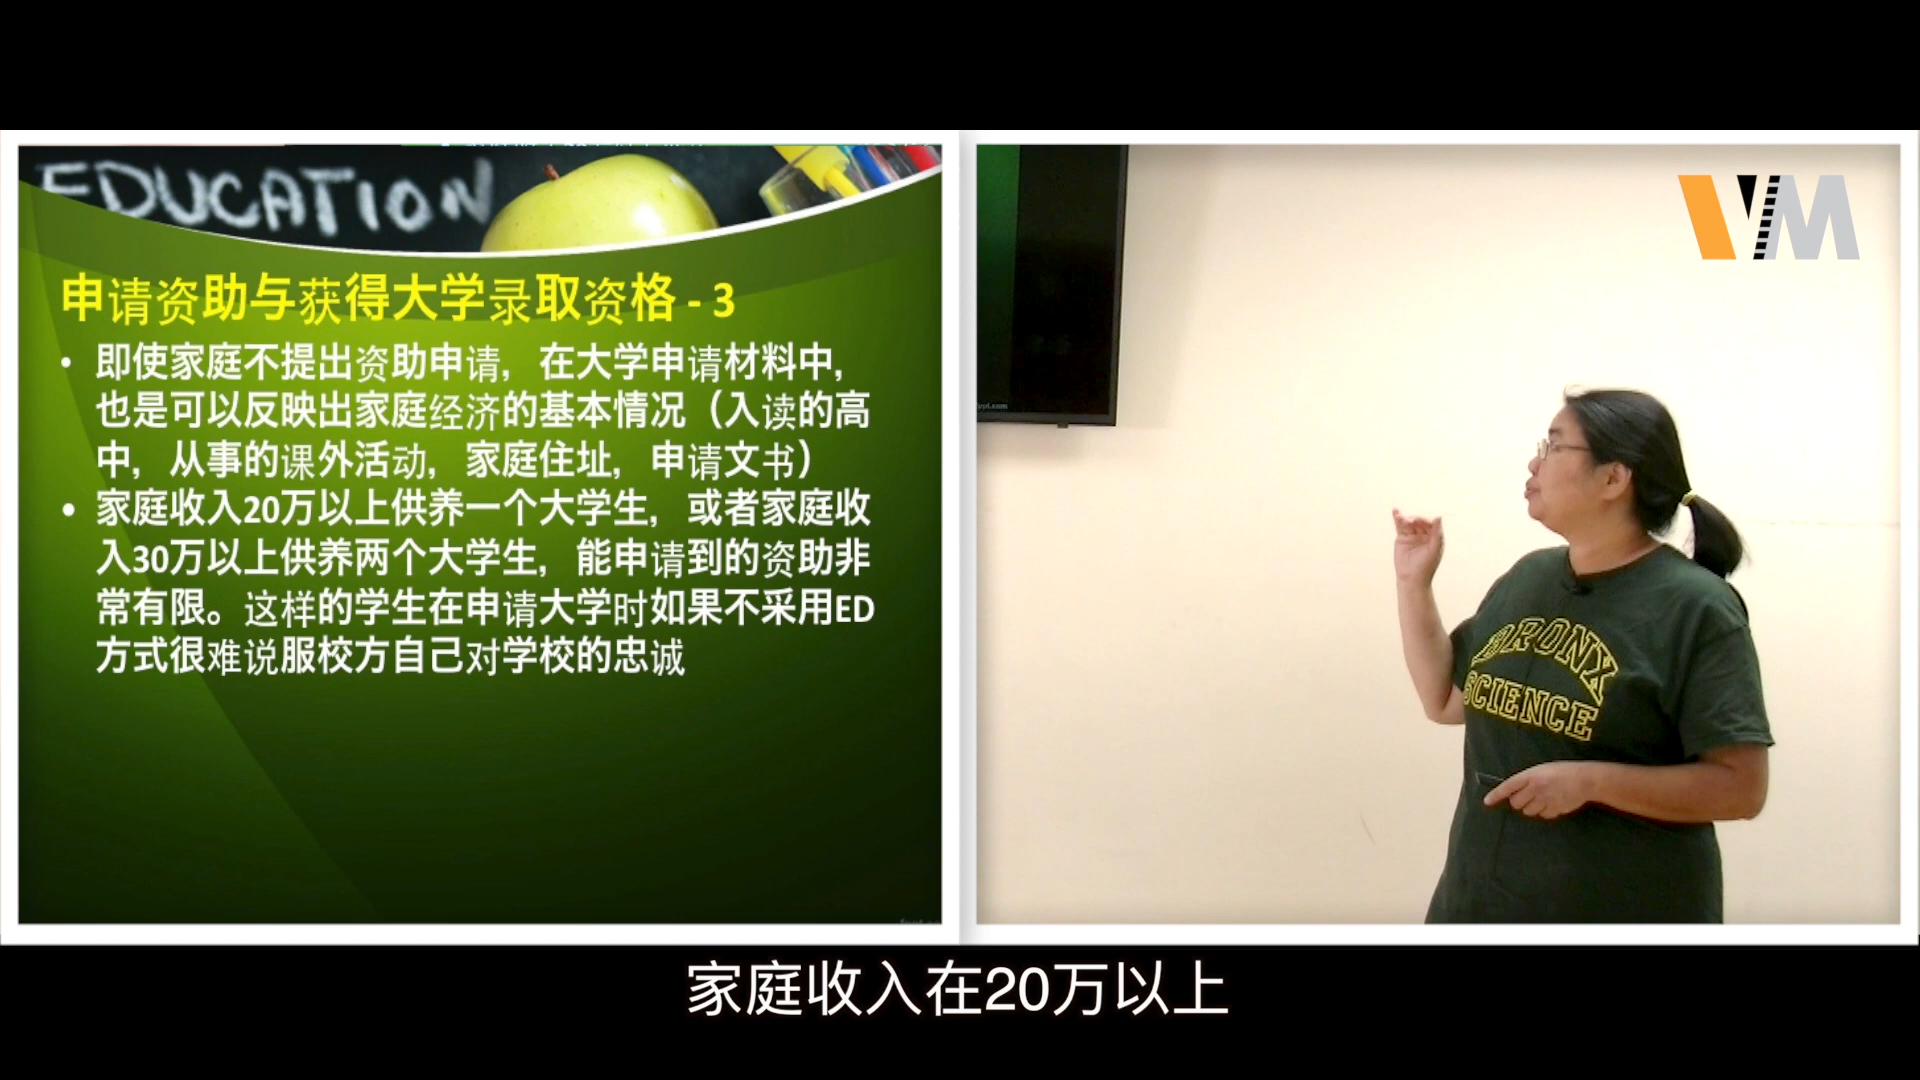 EDUCATION
申请资助与获得大学录取资格 - 3
• 即使家庭不提出资助申请，在大学申请材料中，
也是可以反映出家庭经济的基本情况（入读的高
中，从事的课外活动，家庭住址，申请文书）
• 家庭收入20万以上供养一个大学生，或者家庭收
入30万以上供养两个大学生，能申请到的资助非
常有限。这样的学生在申请大学时如果不采用ED
方式很难说服校方自己对学校的忠诚
VM
BRONX
SCIENCE
家庭收入在20万以上